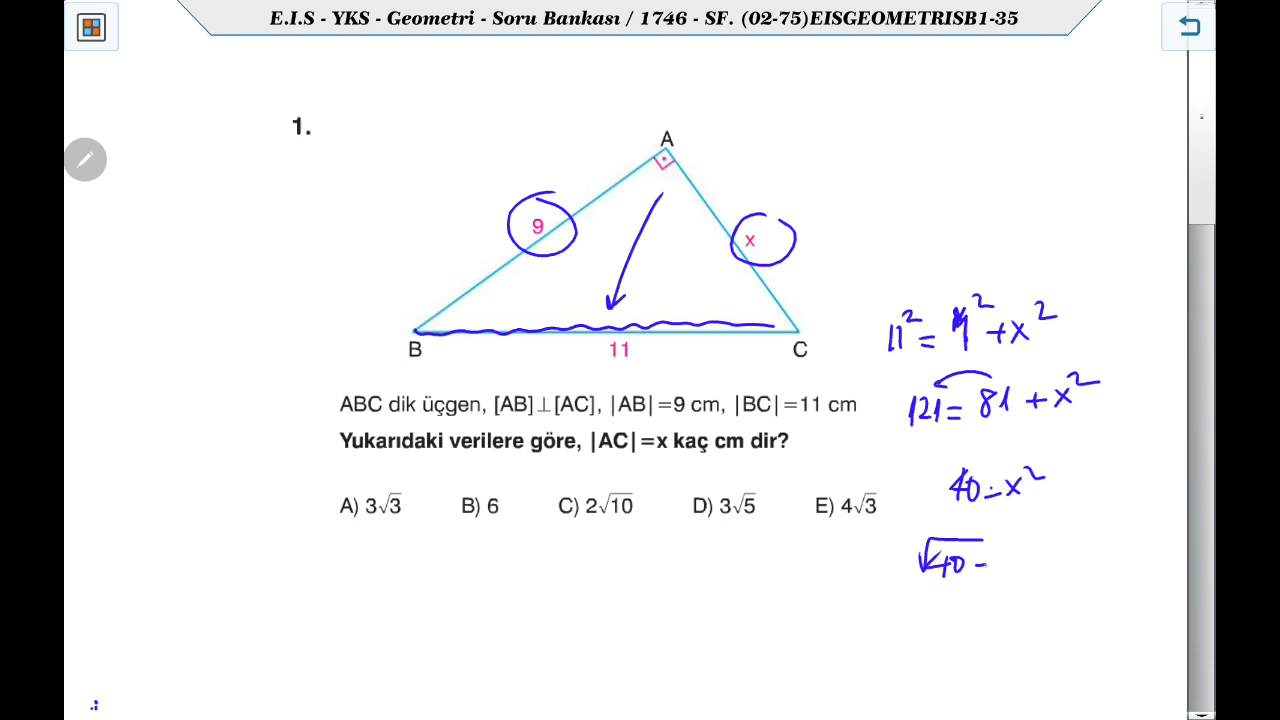 E.I.S - YKS - Geometri - Soru Bankası / 1746 - SF. (02-75)EISGEOMETRISB1-35
1.
A
9
x
B
11
C
11² = 9² + x²
121 = 81 + x²
40 = x²
√40 =
ABC dik üçgen, [AB]⊥[AC], |AB|=9 cm, |BC|=11 cm
Yukarıdaki verilere göre, |AC|=x kaç cm dir?
A) 3√3 B) 6 C) 2√10 D) 3√5 E) 4√3